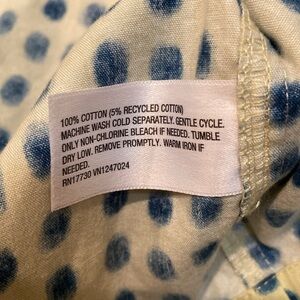 100% COTTON (5% RECYCLED COTTON)
MACHINE WASH COLD SEPARATELY. GENTLE CYCLE.
ONLY NON-CHLORINE BLEACH IF NEEDED. TUMBLE
DRY LOW. REMOVE PROMPTLY. WARM IRON IF
NEEDED.
RN17730 VN1247024